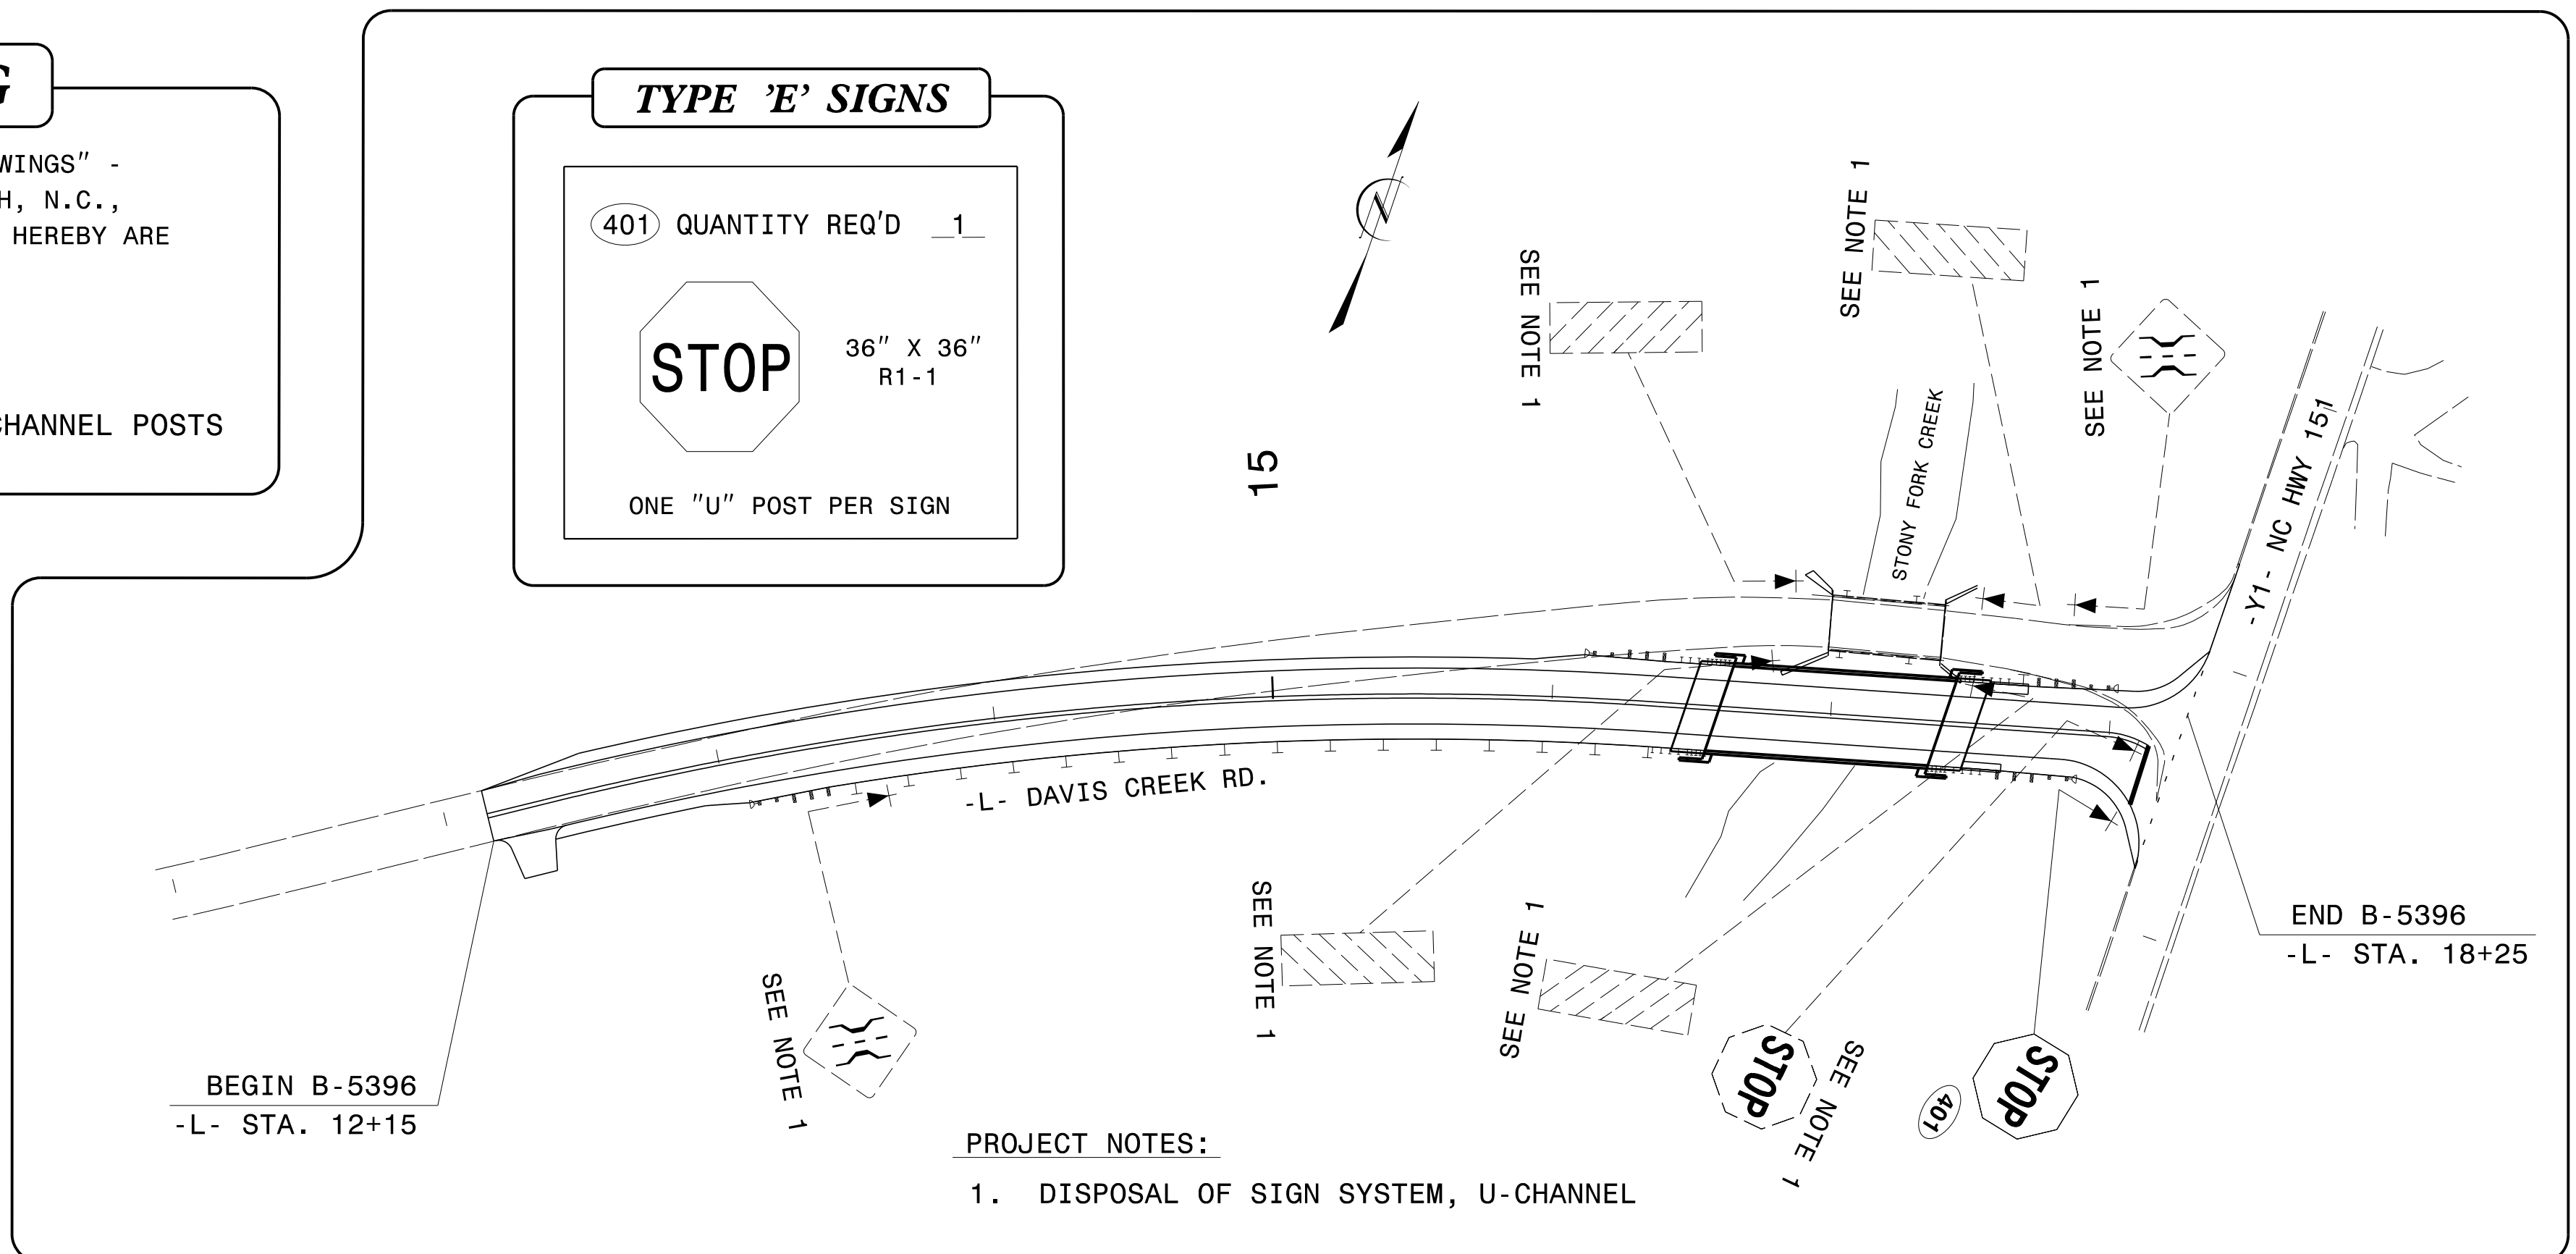 G
WINGS" -
H, N.C.,
HEREBY ARE
CHANNEL POSTS
TYPE 'E' SIGNS
401 QUANTITY REQ'D 1
STOP
36" X 36"
R1-1
ONE "U" POST PER SIGN
N
15
SEE NOTE 1
SEE NOTE 1
SEE NOTE 1
STONY FORK CREEK
-Y1- NC HWY 151
-L- DAVIS CREEK RD.
SEE NOTE 1
SEE NOTE 1
SEE NOTE 1
STOP
SEE NOTE 1
401
STOP
END B-5396
-L- STA. 18+25
BEGIN B-5396
-L- STA. 12+15
PROJECT NOTES:
1. DISPOSAL OF SIGN SYSTEM, U-CHANNEL